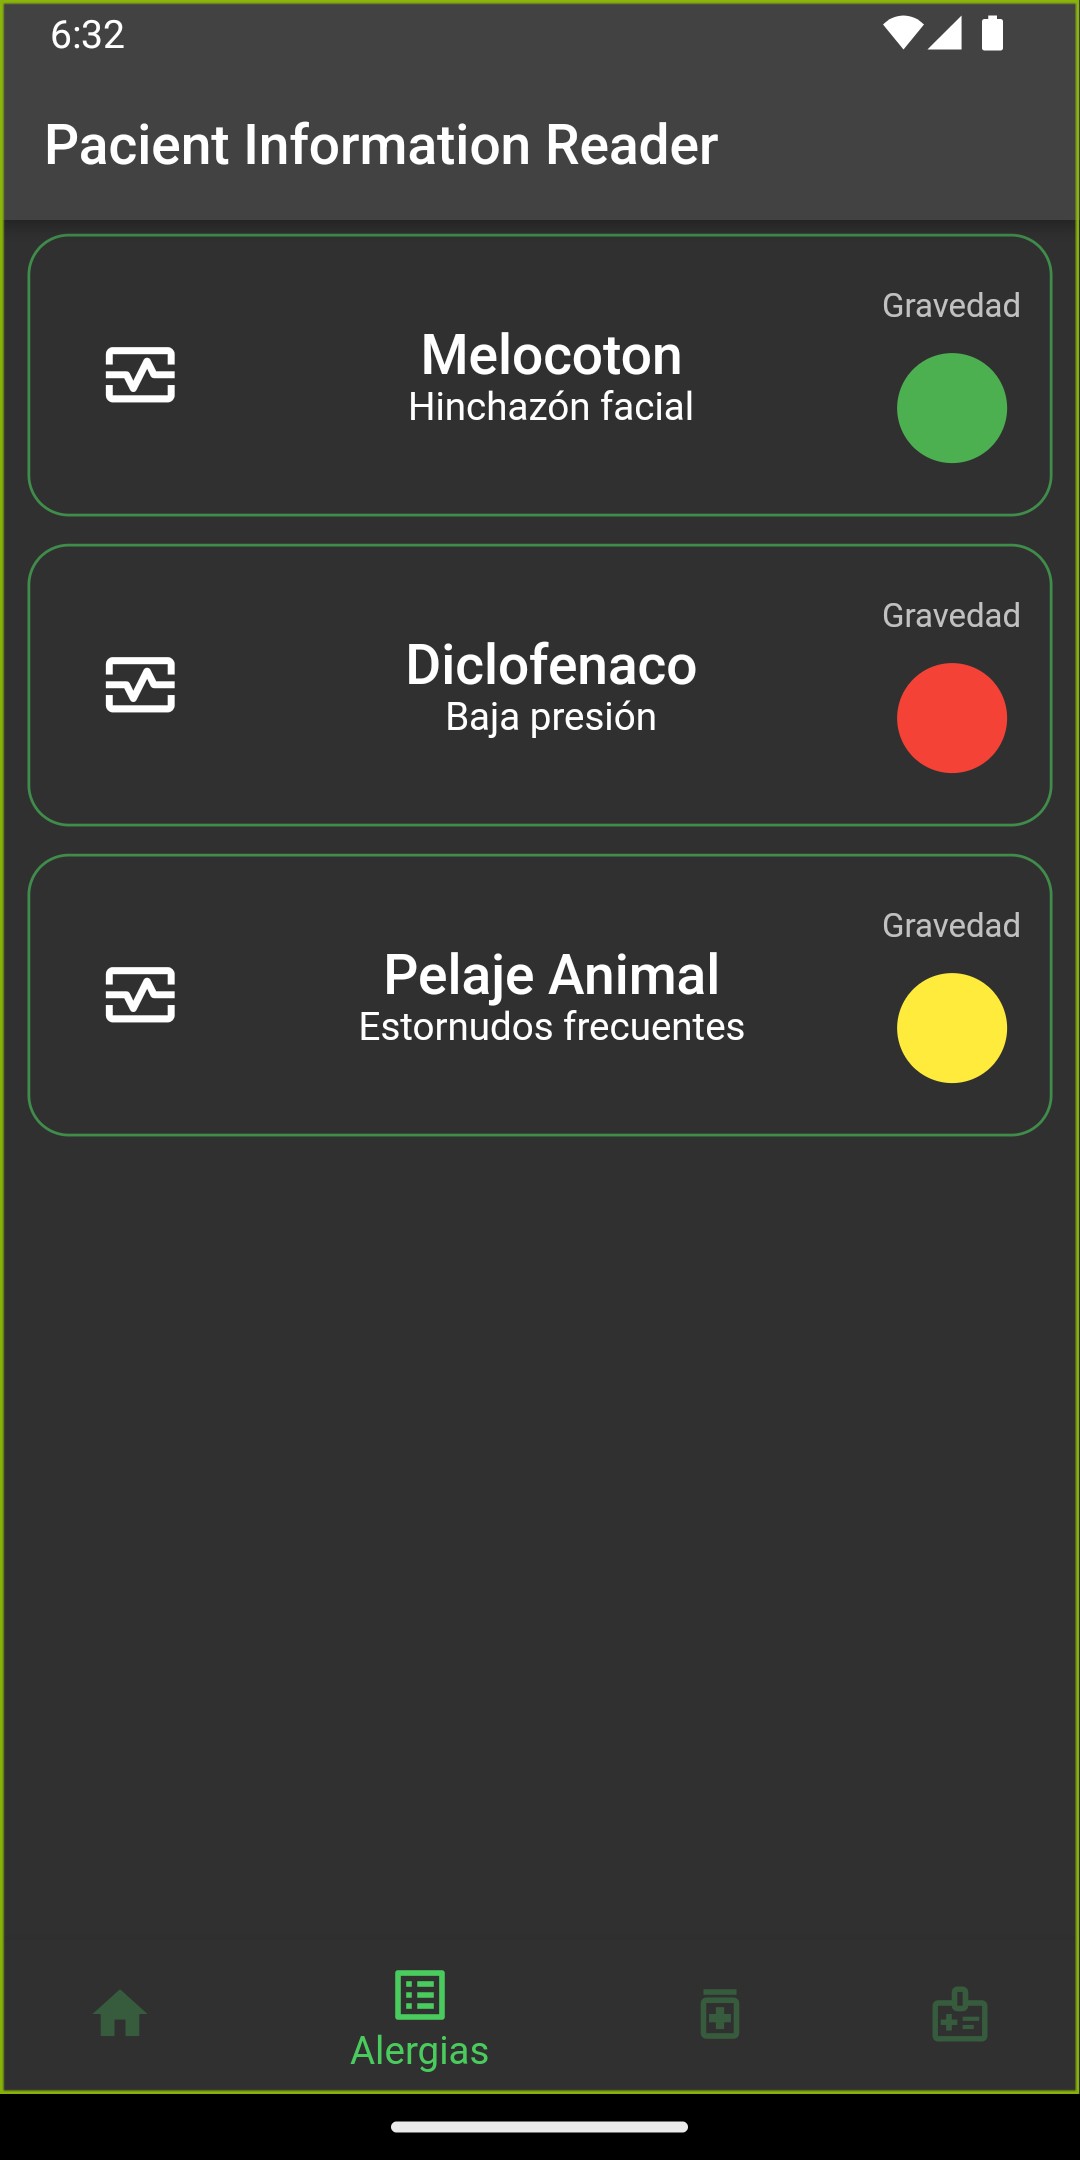 6:32
Pacient Information Reader
Gravedad
Melocoton
Hinchazón facial
Gravedad
Diclofenaco
Baja presión
Gravedad
Pelaje Animal
Estornudos frecuentes
Alergias